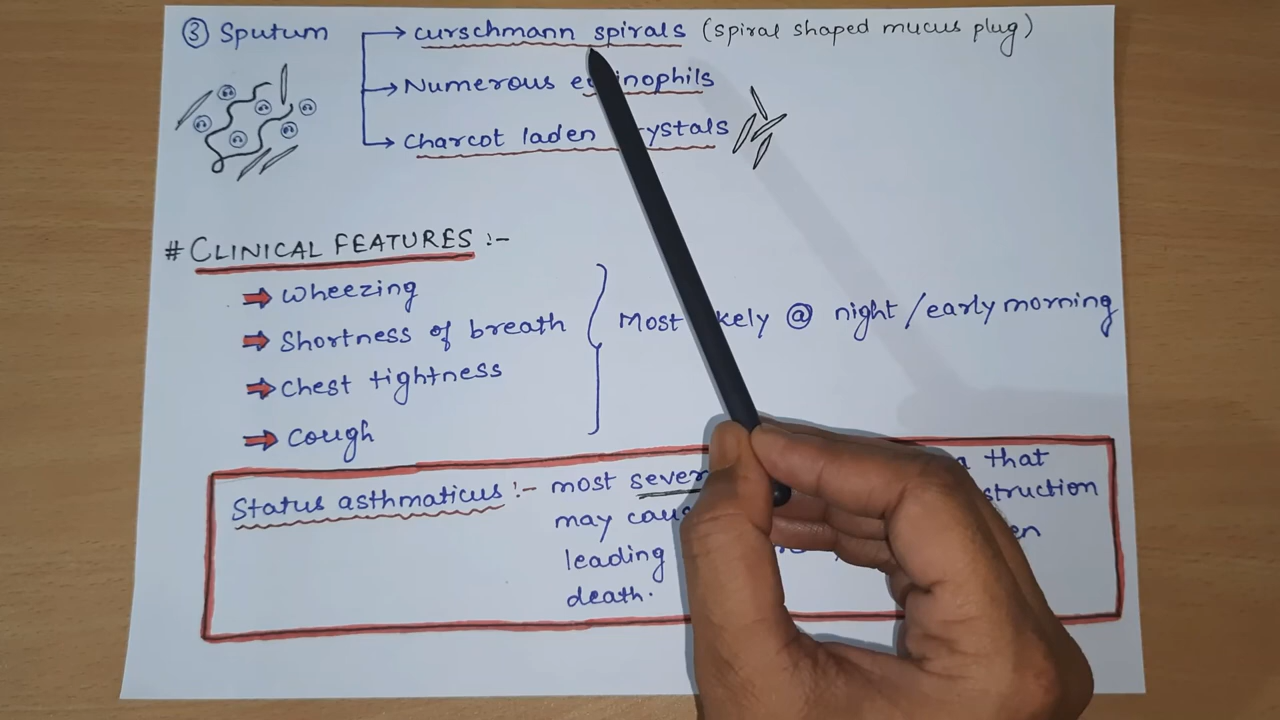 ③ Sputum → curschmann spirals (spiral shaped mucus plug)
→ Numerous
→ Charcot laden
# CLINICAL FEATURES :-
⇒ wheezing
⇒ Shortness of breath
⇒ chest tightness
⇒ cough
Most @ night/early morning
Status asthmaticus :- most that
may
leading
death.